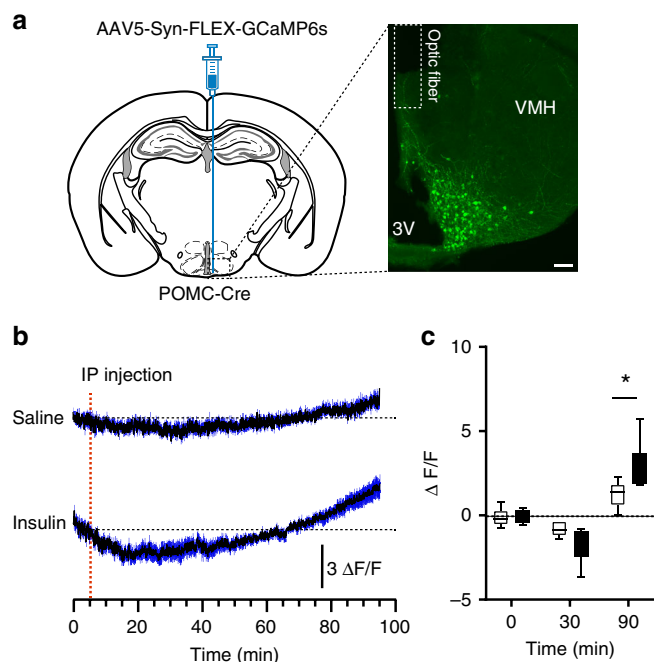 a
AAV5-Syn-FLEX-GCaMP6s
Optic fiber
VMH
3V
POMC-Cre
b
IP injection
Saline
Insulin
3 ΔF/F
0 20 40 60 80 100
Time (min)
c
10
5
0
–5
Δ F/F
*
0 30 90
Time (min)